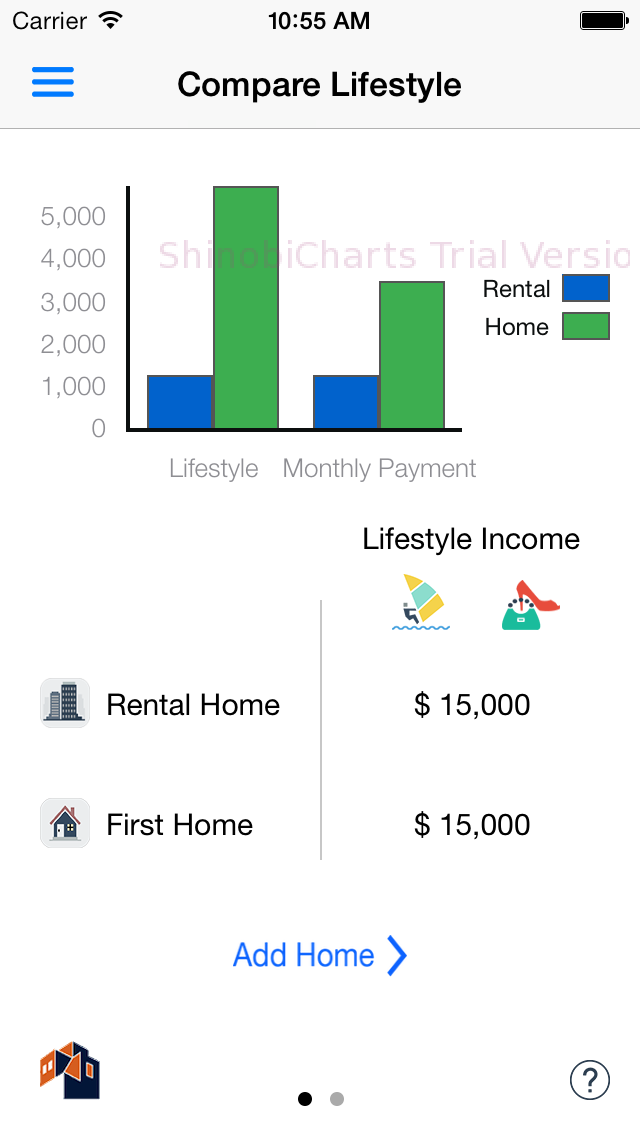 Carrier 10:55 AM
Compare Lifestyle
5,000
4,000
3,000
2,000
1,000
0
ShinobiCharts Trial Versio
Rental
Home
Lifestyle Monthly Payment
Lifestyle Income
Rental Home $ 15,000
First Home $ 15,000
Add Home
?